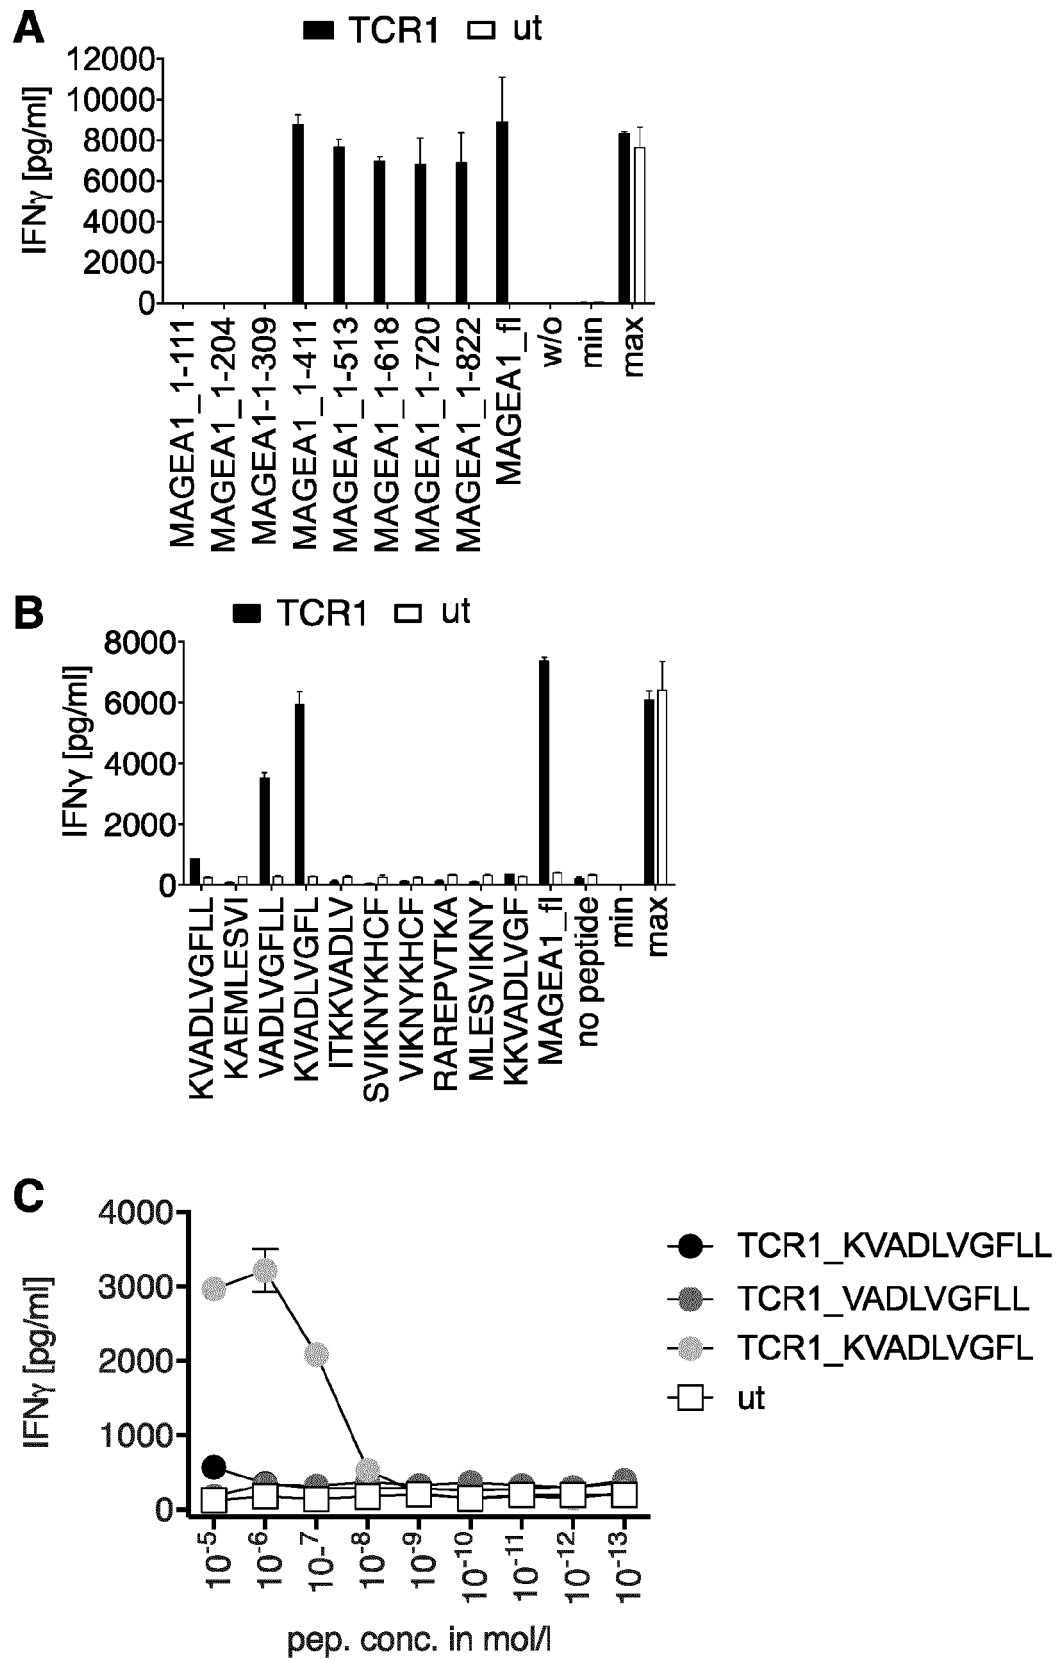 A
TCR1 ut
IFNγ [pg/ml]
12000
10000
8000
6000
4000
2000
0
MAGEA1_1-111
MAGEA1_1-204
MAGEA1-1-309
MAGEA1_1-411
MAGEA1_1-513
MAGEA1_1-618
MAGEA1_1-720
MAGEA1_1-822
MAGEA1_fl
w/o
min
max
B
TCR1 ut
IFNγ [pg/ml]
8000
6000
4000
2000
0
KVADLVGFLL
KAEMLESVI
VADLVGFLL
KVADLVGFL
ITKKVADLV
SVIKNYKHCF
VIKNYKHCF
RAREPVTKA
MLESVIKNY
KKVADLVGF
MAGEA1_fl
no peptide
min
max
C
IFNγ [pg/ml]
4000
3000
2000
1000
0
10⁻⁵
10⁻⁶
10⁻⁷
10⁻⁸
10⁻⁹
10⁻¹⁰
10⁻¹¹
10⁻¹²
10⁻¹³
pep. conc. in mol/l
TCR1_KVADLVGFLL
TCR1_VADLVGFLL
TCR1_KVADLVGFL
ut